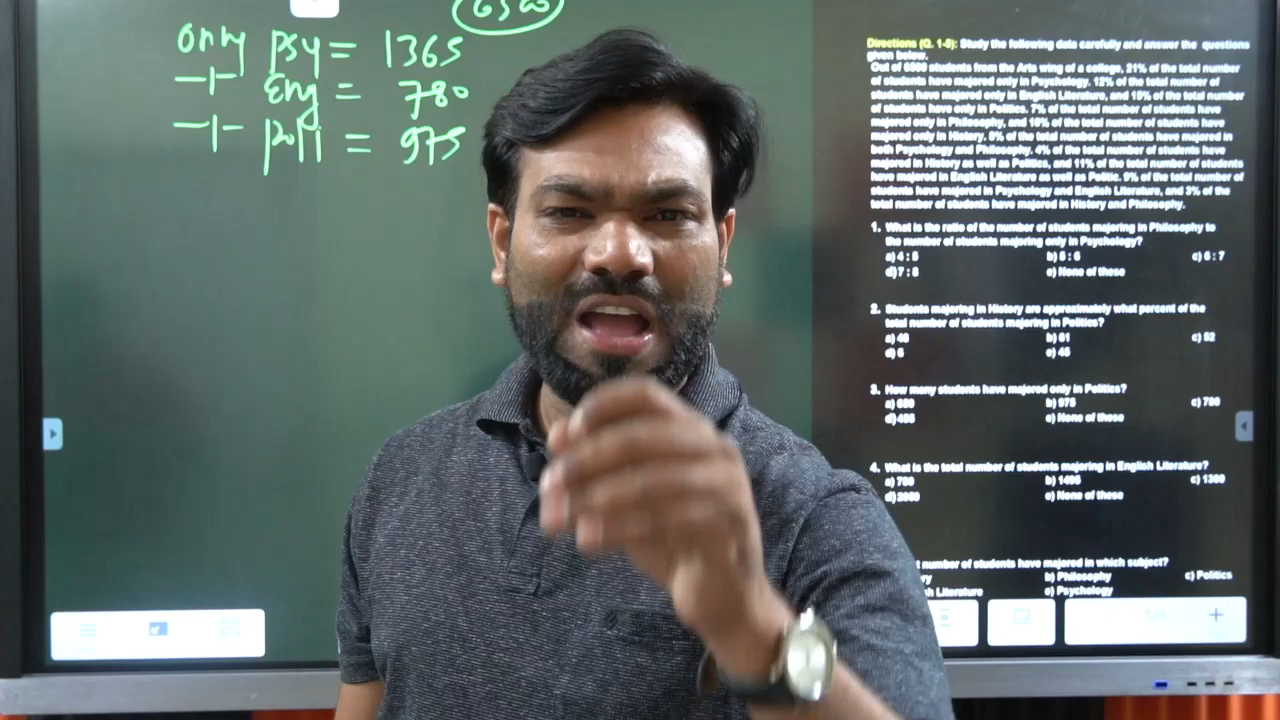 6500
only psy = 1365
-1- Eng = 780
-1- poli = 975
Directions (Q. 1-5): Study the following data carefully and answer the questions
given below.
Out of 6500 students from the Arts wing of a college, 21% of the total number
of students have majored only in Psychology. 12% of the total number of
students have majored only in English Literature, and 15% of the total number
of students have only in Politics. 7% of the total number of students have
majored only in Philosophy, and 10% of the total number of students have
majored only in History. 8% of the total number of students have majored in
both Psychology and Philosophy. 4% of the total number of students have
majored in History as well as Politics, and 11% of the total number of students
have majored in English Literature as well as Politic. 9% of the total number of
students have majored in Psychology and English Literature, and 3% of the
total number of students have majored in History and Philosophy.
1. What is the ratio of the number of students majoring in Philosophy to
the number of students majoring only in Psychology?
a) 4 : 5 b) 5 : 6 c) 6 : 7
d) 7 : 8 e) None of these
2. Students majoring in History are approximately what percent of the
total number of students majoring in Politics?
b) 61 c) 52
3. How many students have majored only in Politics?
a) 650 b) 975 c) 780
d) 455 e) None of these
4. What is the total number of students majoring in English Literature?
a) 780 b) 1495 c) 1300
d) 2080 e) None of these
number of students have majored in which subject?
b) Philosophy c) Politics
Literature e) Psychology